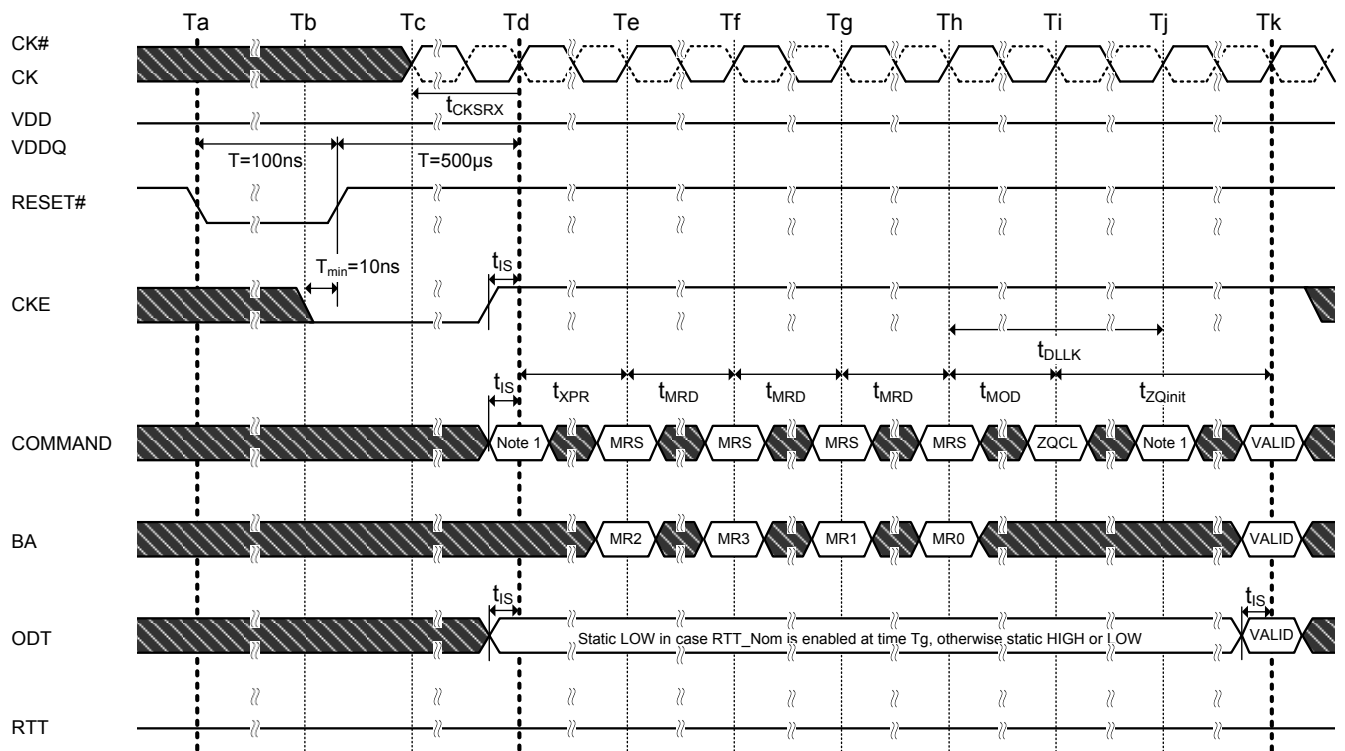 Ta Tb Tc Td Te Tf Tg Th Ti Tj Tk
CK#
CK
tCKSRX
VDD
VDDQ
T=100ns T=500µs
RESET#
Tmin=10ns tIS
CKE
tDLLK
tIS tXPR tMRD tMRD tMRD tMOD tZQinit
COMMAND Note 1 MRS MRS MRS MRS ZQCL Note 1 VALID
BA MR2 MR3 MR1 MR0 VALID
tIS tIS
ODT Static LOW in case RTT_Nom is enabled at time Tg, otherwise static HIGH or LOW VALID
RTT